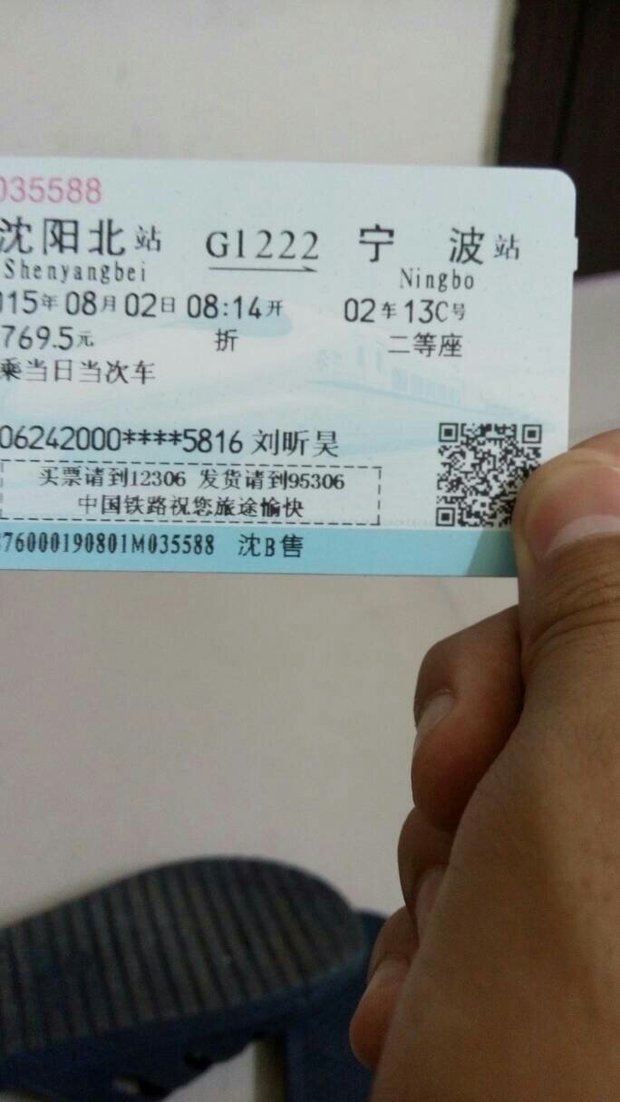 035588
沈阳北站 G1222 宁波站
Shenyangbei Ningbo
015年08月02日08:14开 02车13C号
769.5元 折 二等座
乘当日当次车
06242000****5816 刘昕昊
买票请到12306 发货请到95306
中国铁路祝您旅途愉快
76000190801M035588 沈B售